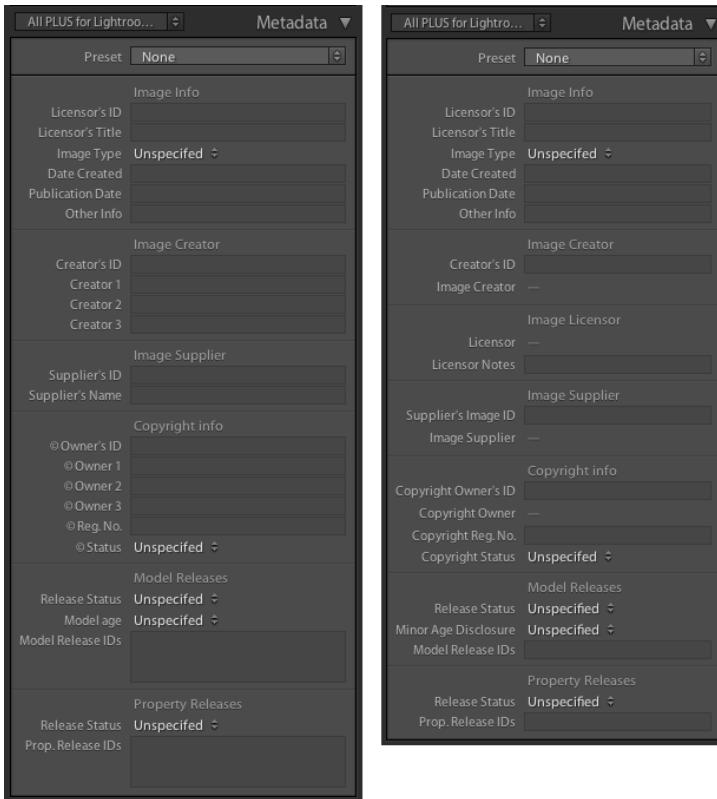 All PLUS for Lightroo...
Metadata
Preset None
Image Info
Licensor's ID
Licensor's Title
Image Type Unspecifed
Date Created
Publication Date
Other Info
Image Creator
Creator's ID
Creator 1
Creator 2
Creator 3
Image Supplier
Supplier's ID
Supplier's Name
Copyright info
© Owner's ID
© Owner 1
© Owner 2
© Owner 3
© Reg. No.
© Status Unspecifed
Model Releases
Release Status Unspecifed
Model age Unspecifed
Model Release IDs
Property Releases
Release Status Unspecifed
Prop. Release IDs
All PLUS for Lightro...
Metadata
Preset None
Image Info
Licensor's ID
Licensor's Title
Image Type Unspecifed
Date Created
Publication Date
Other Info
Image Creator
Creator's ID
Image Creator —
Image Licensor
Licensor —
Licensor Notes
Image Supplier
Supplier's Image ID
Image Supplier —
Copyright info
Copyright Owner's ID
Copyright Owner —
Copyright Reg. No.
Copyright Status Unspecifed
Model Releases
Release Status Unspecified
Minor Age Disclosure Unspecified
Model Release IDs
Property Releases
Release Status Unspecified
Prop. Release IDs